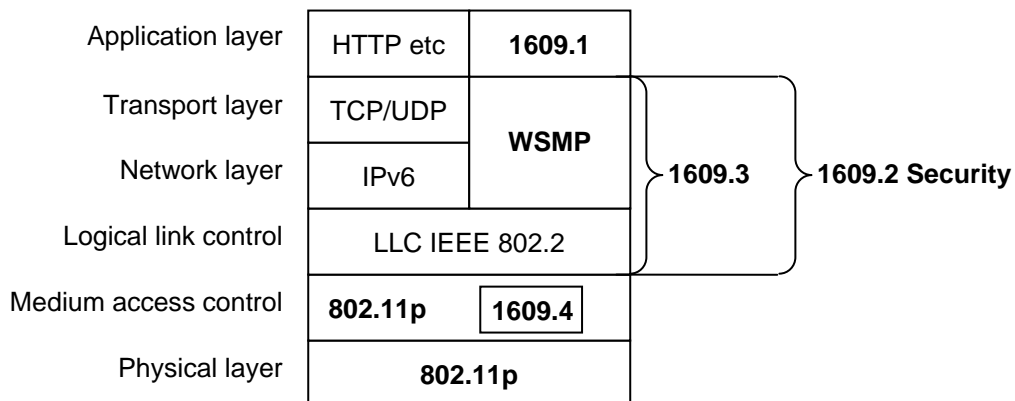 Application layer
HTTP etc
1609.1
Transport layer
TCP/UDP
WSMP
Network layer
IPv6
1609.3
1609.2 Security
Logical link control
LLC IEEE 802.2
Medium access control
802.11p
1609.4
Physical layer
802.11p